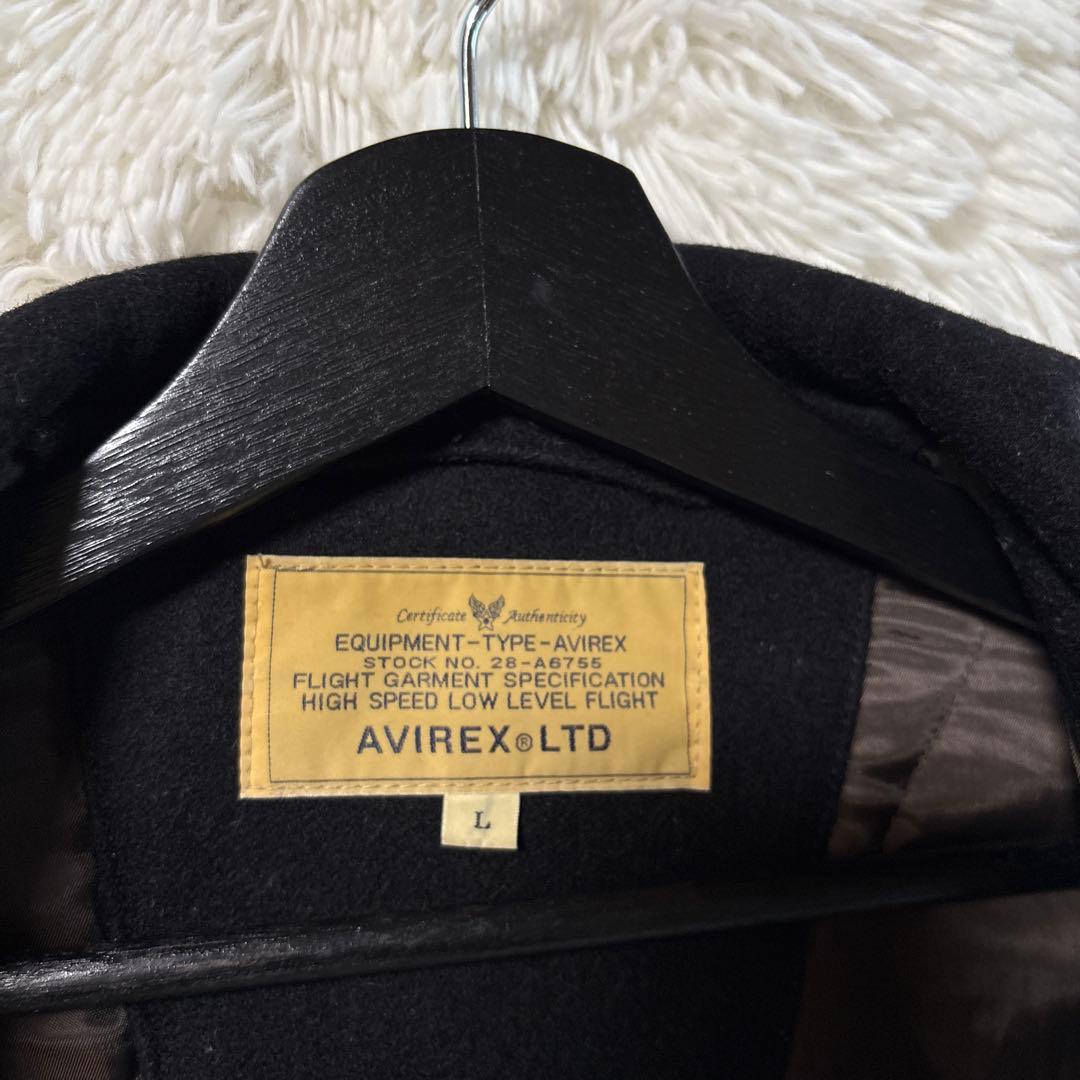 Certificate Authenticity
EQUIPMENT-TYPE-AVIREX
STOCK NO. 28-A6755
FLIGHT GARMENT SPECIFICATION
HIGH SPEED LOW LEVEL FLIGHT
AVIREX® LTD
L